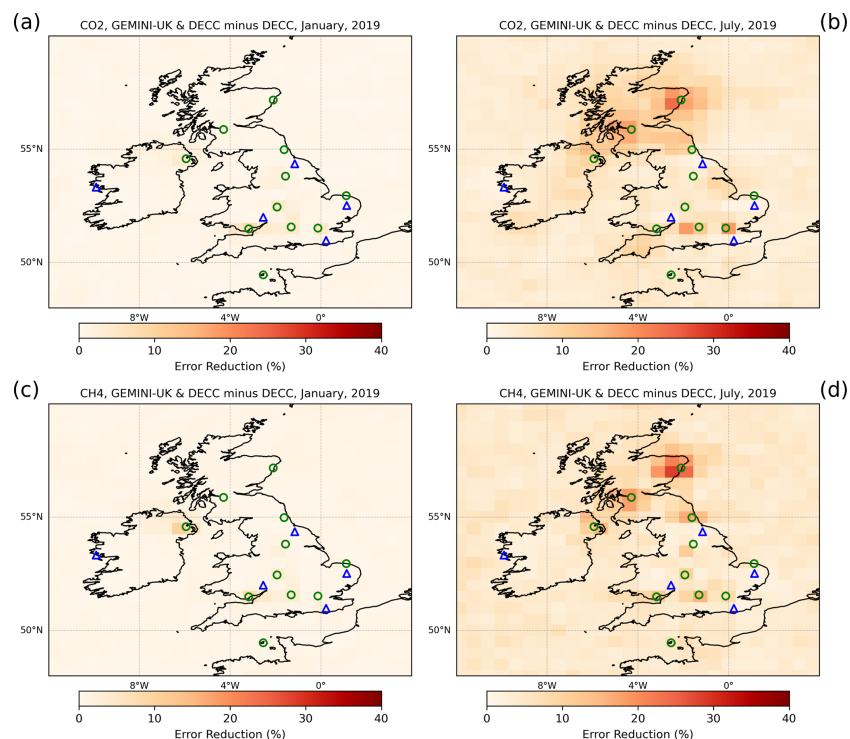 (a)
CO2, GEMINI-UK & DECC minus DECC, January, 2019
55°N
50°N
8°W 4°W 0°
0 10 20 30 40
Error Reduction (%)
CO2, GEMINI-UK & DECC minus DECC, July, 2019
(b)
55°N
50°N
8°W 4°W 0°
0 10 20 30 40
Error Reduction (%)
(c)
CH4, GEMINI-UK & DECC minus DECC, January, 2019
55°N
50°N
8°W 4°W 0°
0 10 20 30 40
Error Reduction (%)
CH4, GEMINI-UK & DECC minus DECC, July, 2019
(d)
55°N
50°N
8°W 4°W 0°
0 10 20 30 40
Error Reduction (%)